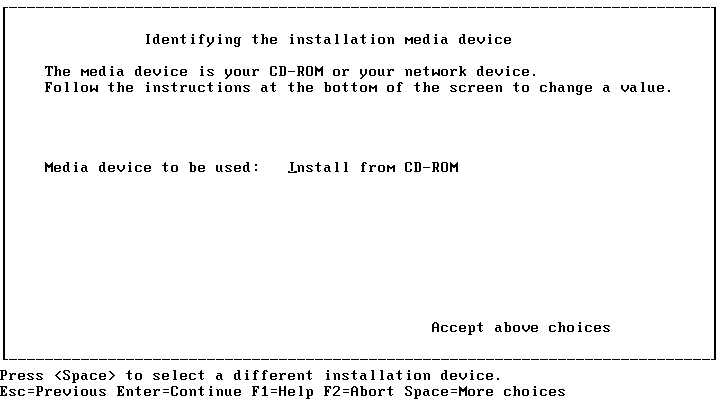 Identifying the installation media device
The media device is your CD-ROM or your network device.
Follow the instructions at the bottom of the screen to change a value.
Media device to be used: Install from CD-ROM
Accept above choices
Press <Space> to select a different installation device.
Esc=Previous Enter=Continue F1=Help F2=Abort Space=More choices